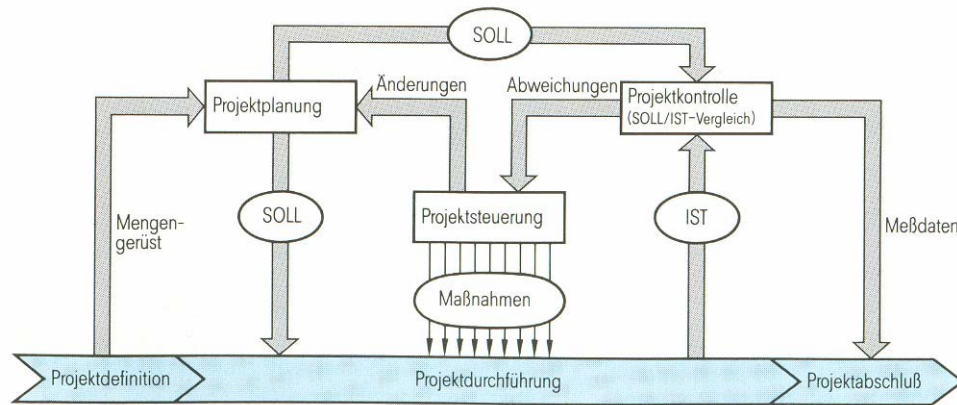 SOLL
Änderungen
Abweichungen
Projektplanung
Projektkontrolle
(SOLL/IST-Vergleich)
SOLL
Projektsteuerung
IST
Mengen-
gerüst
Meßdaten
Maßnahmen
Projektdefinition
Projektdurchführung
Projektabschluß